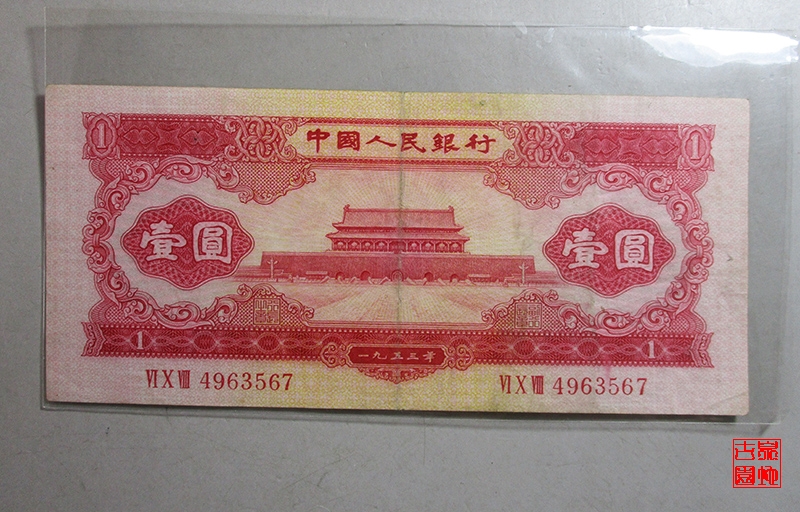 1 中國人民銀行 1
壹圓 壹圓
1 一九五三年 1
VI X VIII 4963567 VI X VIII 4963567